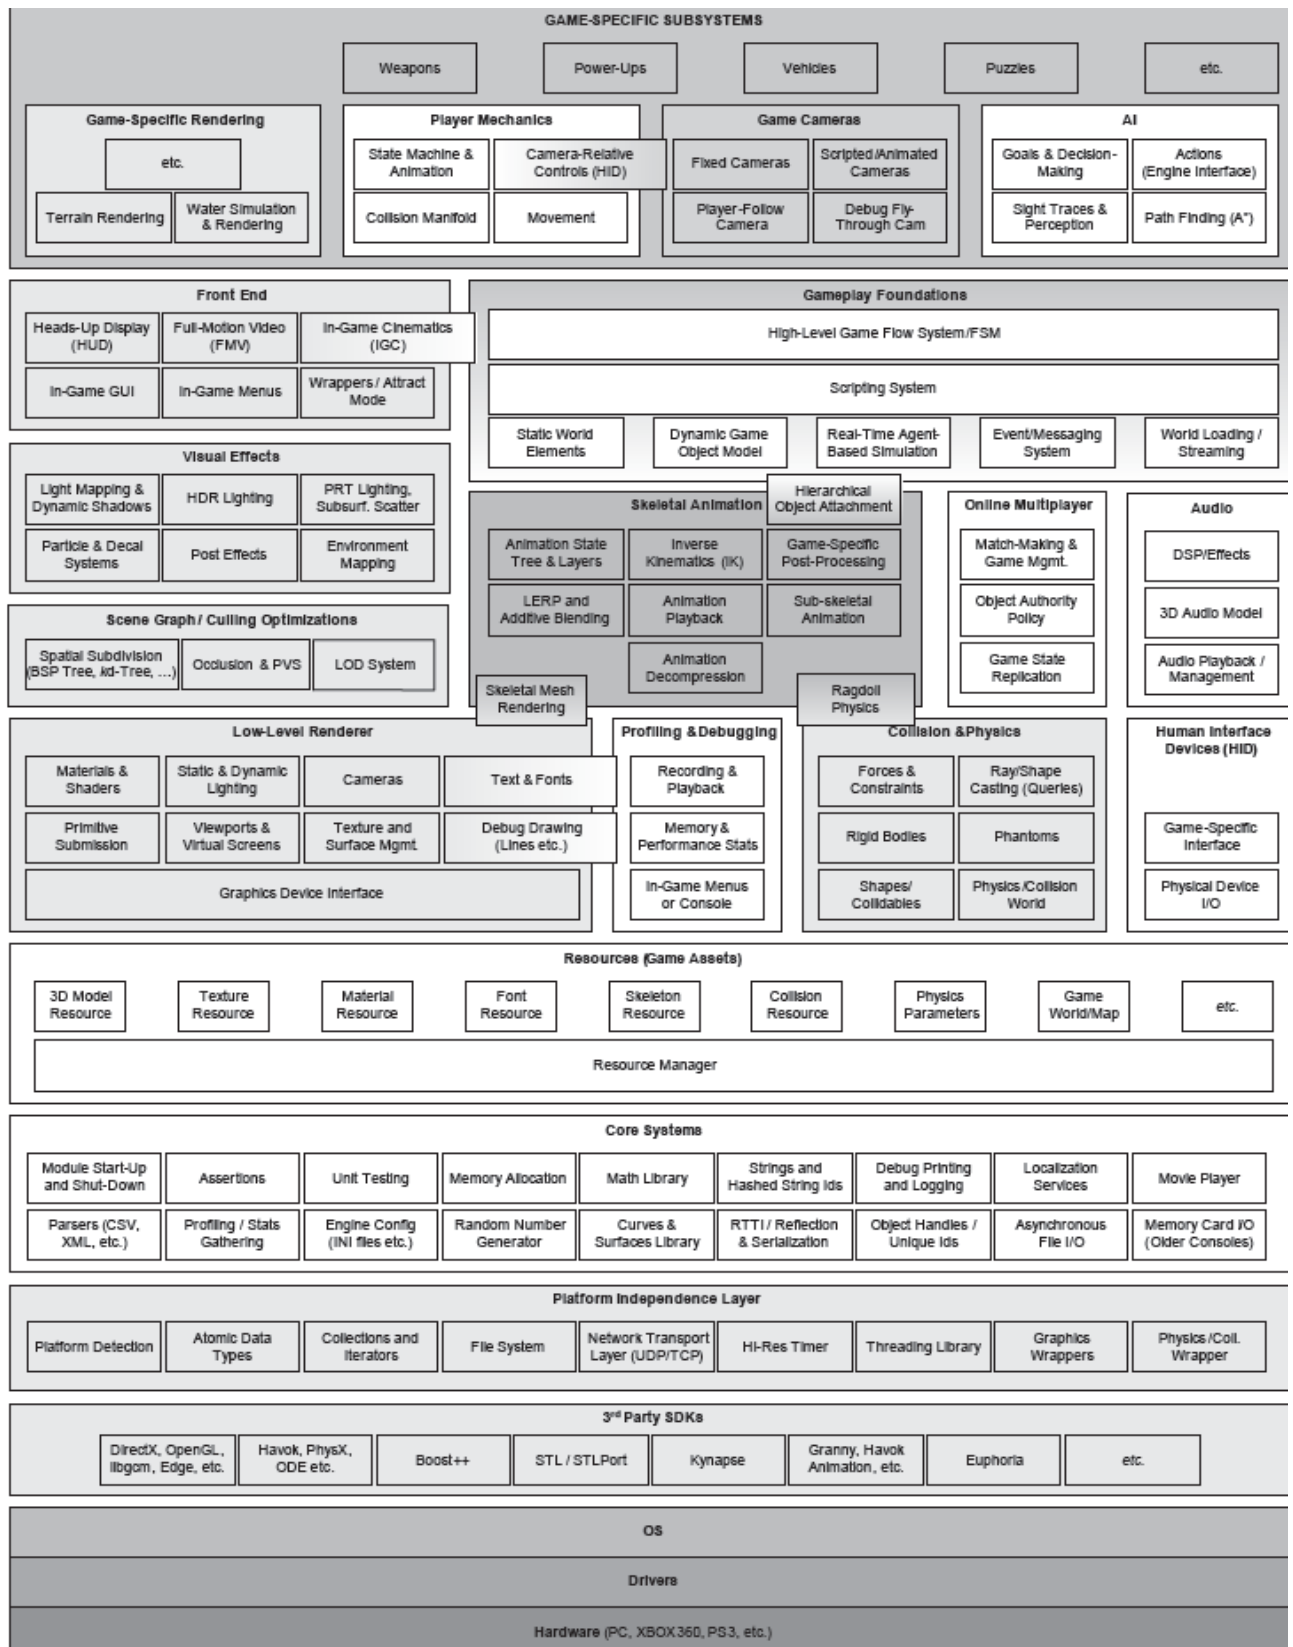 GAME-SPECIFIC SUBSYSTEMS
Weapons
Power-Ups
Vehicles
Puzzles
etc.
Game-Specific Rendering
etc.
Terrain Rendering
Water Simulation
& Rendering
Player Mechanics
State Machine &
Animation
Camera-Relative
Controls (HID)
Collision Manifold
Movement
Game Cameras
Fixed Cameras
Scripted/Animated
Cameras
Player-Follow
Camera
Debug Fly-
Through Cam
AI
Goals & Decision-
Making
Actions
(Engine Interface)
Sight Traces &
Perception
Path Finding (A*)
Front End
Heads-Up Display
(HUD)
Full-Motion Video
(FMV)
In-Game Cinematics
(IGC)
In-Game GUI
In-Game Menus
Wrappers / Attract
Mode
Gameplay Foundations
High-Level Game Flow System/FSM
Scripting System
Static World
Elements
Dynamic Game
Object Model
Real-Time Agent-
Based Simulation
Event/Messaging
System
World Loading /
Streaming
Visual Effects
Light Mapping &
Dynamic Shadows
HDR Lighting
PRT Lighting,
Subsurf. Scatter
Particle & Decal
Systems
Post Effects
Environment
Mapping
Skeletal Animation
Hierarchical
Object Attachment
Animation State
Tree & Layers
Inverse
Kinematics (IK)
Game-Specific
Post-Processing
LERP and
Additive Blending
Animation
Playback
Sub-skeletal
Animation
Animation
Decompression
Skeletal Mesh
Rendering
Ragdoll
Physics
Online Multiplayer
Match-Making &
Game Mgmt.
Object Authority
Policy
Game State
Replication
Audio
DSP/Effects
3D Audio Model
Audio Playback /
Management
Scene Graph / Culling Optimizations
Spatial Subdivision
(BSP Tree, kd-Tree, …)
Occlusion & PVS
LOD System
Low-Level Renderer
Materials &
Shaders
Static & Dynamic
Lighting
Cameras
Text & Fonts
Primitive
Submission
Viewports &
Virtual Screens
Texture and
Surface Mgmt.
Debug Drawing
(Lines etc.)
Graphics Device Interface
Profiling & Debugging
Recording &
Playback
Memory &
Performance Stats
In-Game Menus
or Console
Collision & Physics
Forces &
Constraints
Ray/Shape
Casting (Queries)
Rigid Bodies
Phantoms
Shapes/
Collidables
Physics/Collision
World
Human Interface
Devices (HID)
Game-Specific
Interface
Physical Device
I/O
Resources (Game Assets)
3D Model
Resource
Texture
Resource
Material
Resource
Font
Resource
Skeleton
Resource
Collision
Resource
Physics
Parameters
Game
World/Map
etc.
Resource Manager
Core Systems
Module Start-Up
and Shut-Down
Assertions
Unit Testing
Memory Allocation
Math Library
Strings and
Hashed String Ids
Debug Printing
and Logging
Localization
Services
Movie Player
Parsers (CSV,
XML, etc.)
Profiling / Stats
Gathering
Engine Config
(INI files etc.)
Random Number
Generator
Curves &
Surfaces Library
RTTI / Reflection
& Serialization
Object Handles /
Unique Ids
Asynchronous
File I/O
Memory Card I/O
(Older Consoles)
Platform Independence Layer
Platform Detection
Atomic Data
Types
Collections and
Iterators
File System
Network Transport
Layer (UDP/TCP)
Hi-Res Timer
Threading Library
Graphics
Wrappers
Physics/Coll.
Wrapper
3rd Party SDKs
DirectX, OpenGL,
libgcm, Edge, etc.
Havok, PhysX,
ODE etc.
Boost++
STL / STLPort
Kynapse
Granny, Havok
Animation, etc.
Euphoria
etc.
OS
Drivers
Hardware (PC, XBOX360, PS3, etc.)